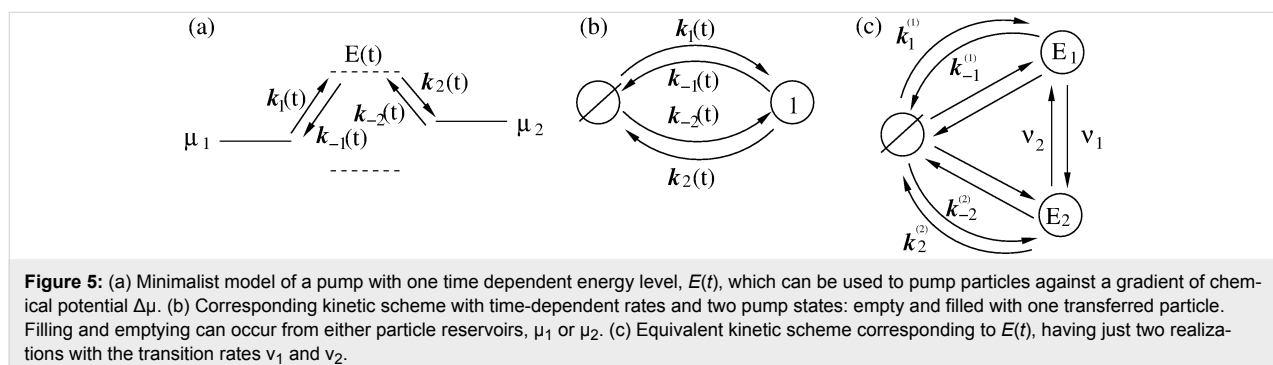 (a)
E(t)
k₁(t)
k₂(t)
k₋₁(t)
k₋₂(t)
μ₁
μ₂
(b)
k₁(t)
k₋₁(t)
1
k₋₂(t)
k₂(t)
(c)
k₁⁽¹⁾
k₋₁⁽¹⁾
E₁
ν₂
ν₁
E₂
k₋₂⁽²⁾
k₂⁽²⁾
Figure 5: (a) Minimalist model of a pump with one time dependent energy level, E(t), which can be used to pump particles against a gradient of chem-
ical potential Δμ. (b) Corresponding kinetic scheme with time-dependent rates and two pump states: empty and filled with one transferred particle.
Filling and emptying can occur from either particle reservoirs, μ₁ or μ₂. (c) Equivalent kinetic scheme corresponding to E(t), having just two realiza-
tions with the transition rates ν₁ and ν₂.